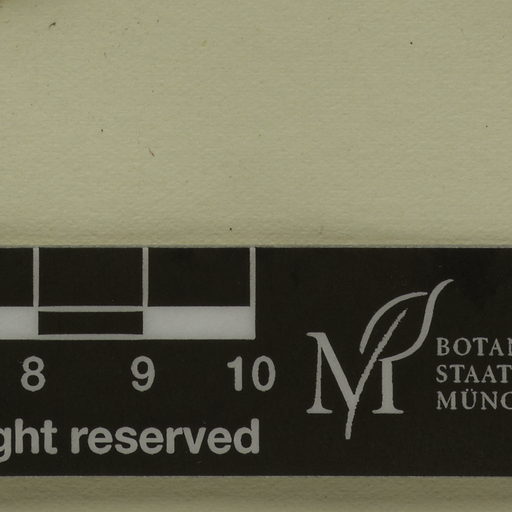 8 9 10
ght reserved
M
BOTAN
STAAT
MÜNC